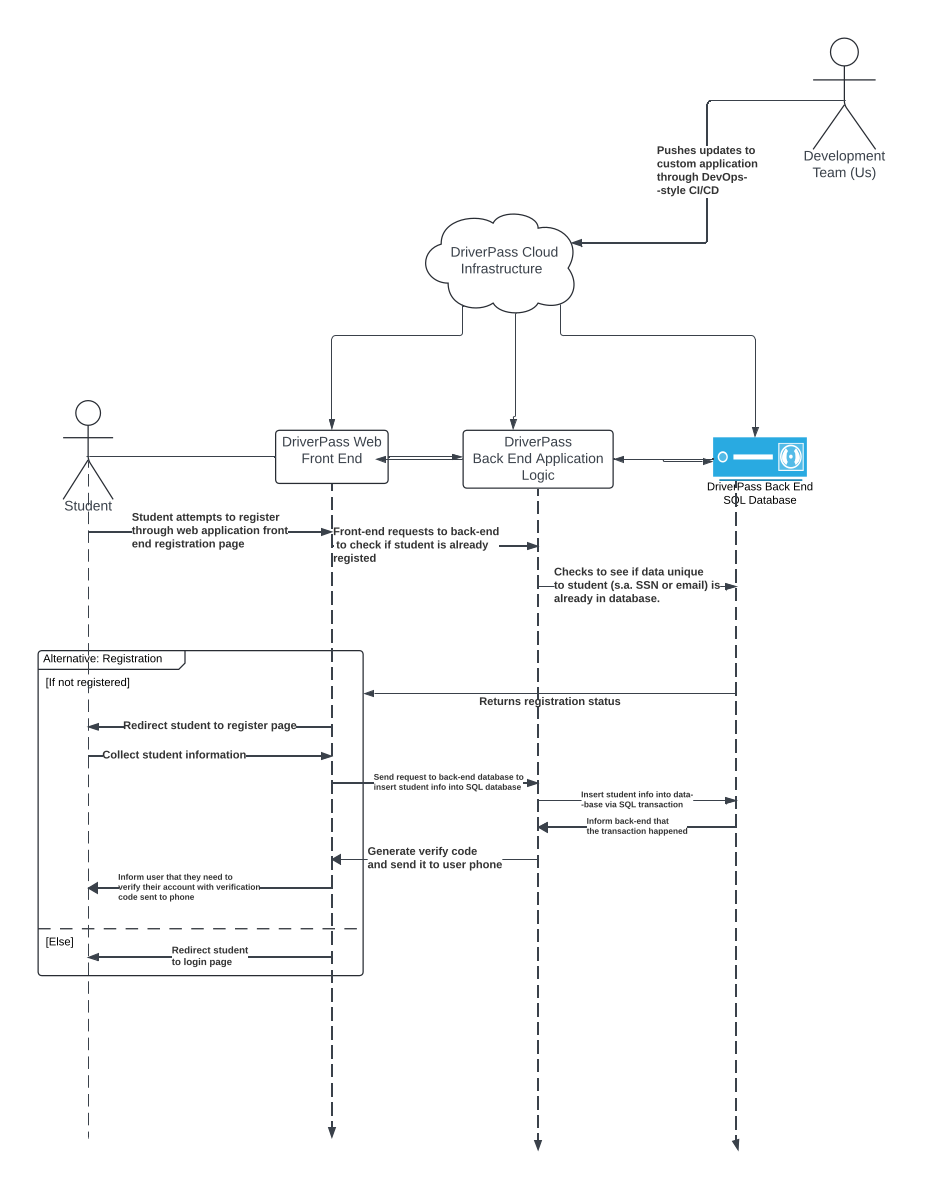 Development
Team (Us)
Pushes updates to
custom application
through DevOps-
-style CI/CD
DriverPass Cloud
Infrastructure
DriverPass Web
Front End
DriverPass
Back End Application
Logic
DriverPass Back End
SQL Database
Student
Student attempts to register
through web application front
end registration page
Front-end requests to back-end
to check if student is already
registed
Checks to see if data unique
to student (s.a. SSN or email) is
already in database.
Alternative: Registration
[If not registered]
Returns registration status
Redirect student to register page
Collect student information
Send request to back-end database to
insert student info into SQL database
Insert student info into data-
-base via SQL transaction
Inform back-end that
the transaction happened
Generate verify code
and send it to user phone
Inform user that they need to
verify their account with verification
code sent to phone
[Else]
Redirect student
to login page